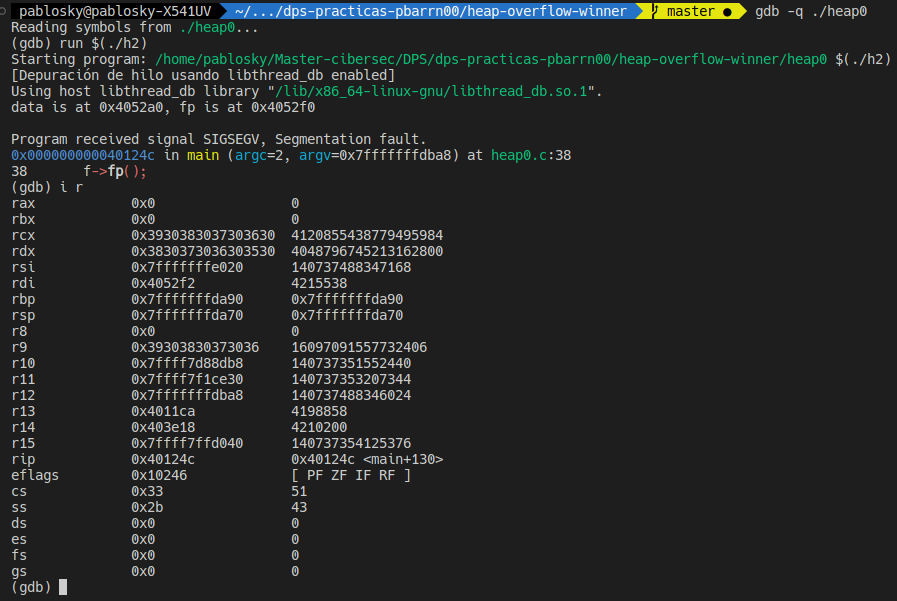 pablosky@pablosky-X541UV ~/.../dps-practicas-pbarrn00/heap-overflow-winner master ● gdb -q ./heap0
Reading symbols from ./heap0...
(gdb) run $(./h2)
Starting program: /home/pablosky/Master-cibersec/DPS/dps-practicas-pbarrn00/heap-overflow-winner/heap0 $(./h2)
[Depuración de hilo usando libthread_db enabled]
Using host libthread_db library "/lib/x86_64-linux-gnu/libthread_db.so.1".
data is at 0x4052a0, fp is at 0x4052f0
Program received signal SIGSEGV, Segmentation fault.
0x000000000040124c in main (argc=2, argv=0x7fffffffdba8) at heap0.c:38
38 f->fp();
(gdb) i r
rax 0x0 0
rbx 0x0 0
rcx 0x3930383037303630 4120855438779495984
rdx 0x3830373036303530 4048796745213162800
rsi 0x7fffffffe020 140737488347168
rdi 0x4052f2 4215538
rbp 0x7fffffffda90 0x7fffffffda90
rsp 0x7fffffffda70 0x7fffffffda70
r8 0x0 0
r9 0x39303830373036 16097091557732406
r10 0x7ffff7d88db8 140737351552440
r11 0x7ffff7f1ce30 140737353207344
r12 0x7fffffffdba8 140737488346024
r13 0x4011ca 4198858
r14 0x403e18 4210200
r15 0x7ffff7ffd040 140737354125376
rip 0x40124c 0x40124c <main+130>
eflags 0x10246 [ PF ZF IF RF ]
cs 0x33 51
ss 0x2b 43
ds 0x0 0
es 0x0 0
fs 0x0 0
gs 0x0 0
(gdb)